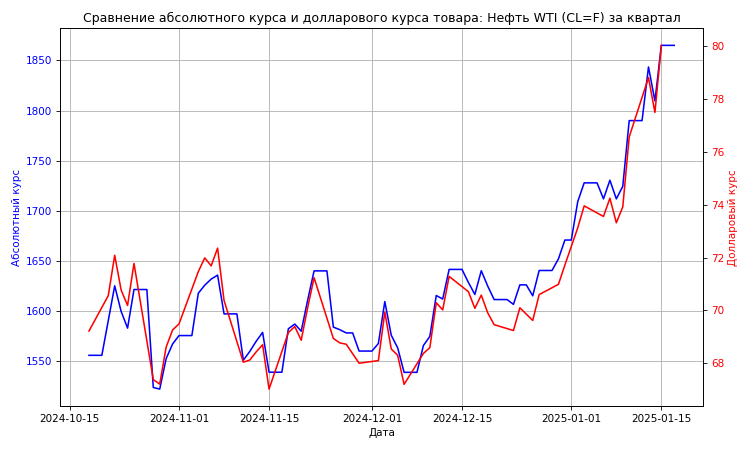 Сравнение абсолютного курса и долларового курса товара: Нефть WTI (CL=F) за квартал
1850
1800
1750
1700
1650
1600
1550
Абсолютный курс
80
78
76
74
72
70
68
Долларовый курс
2024-10-15 2024-11-01 2024-11-15 2024-12-01 2024-12-15 2025-01-01 2025-01-15
Дата